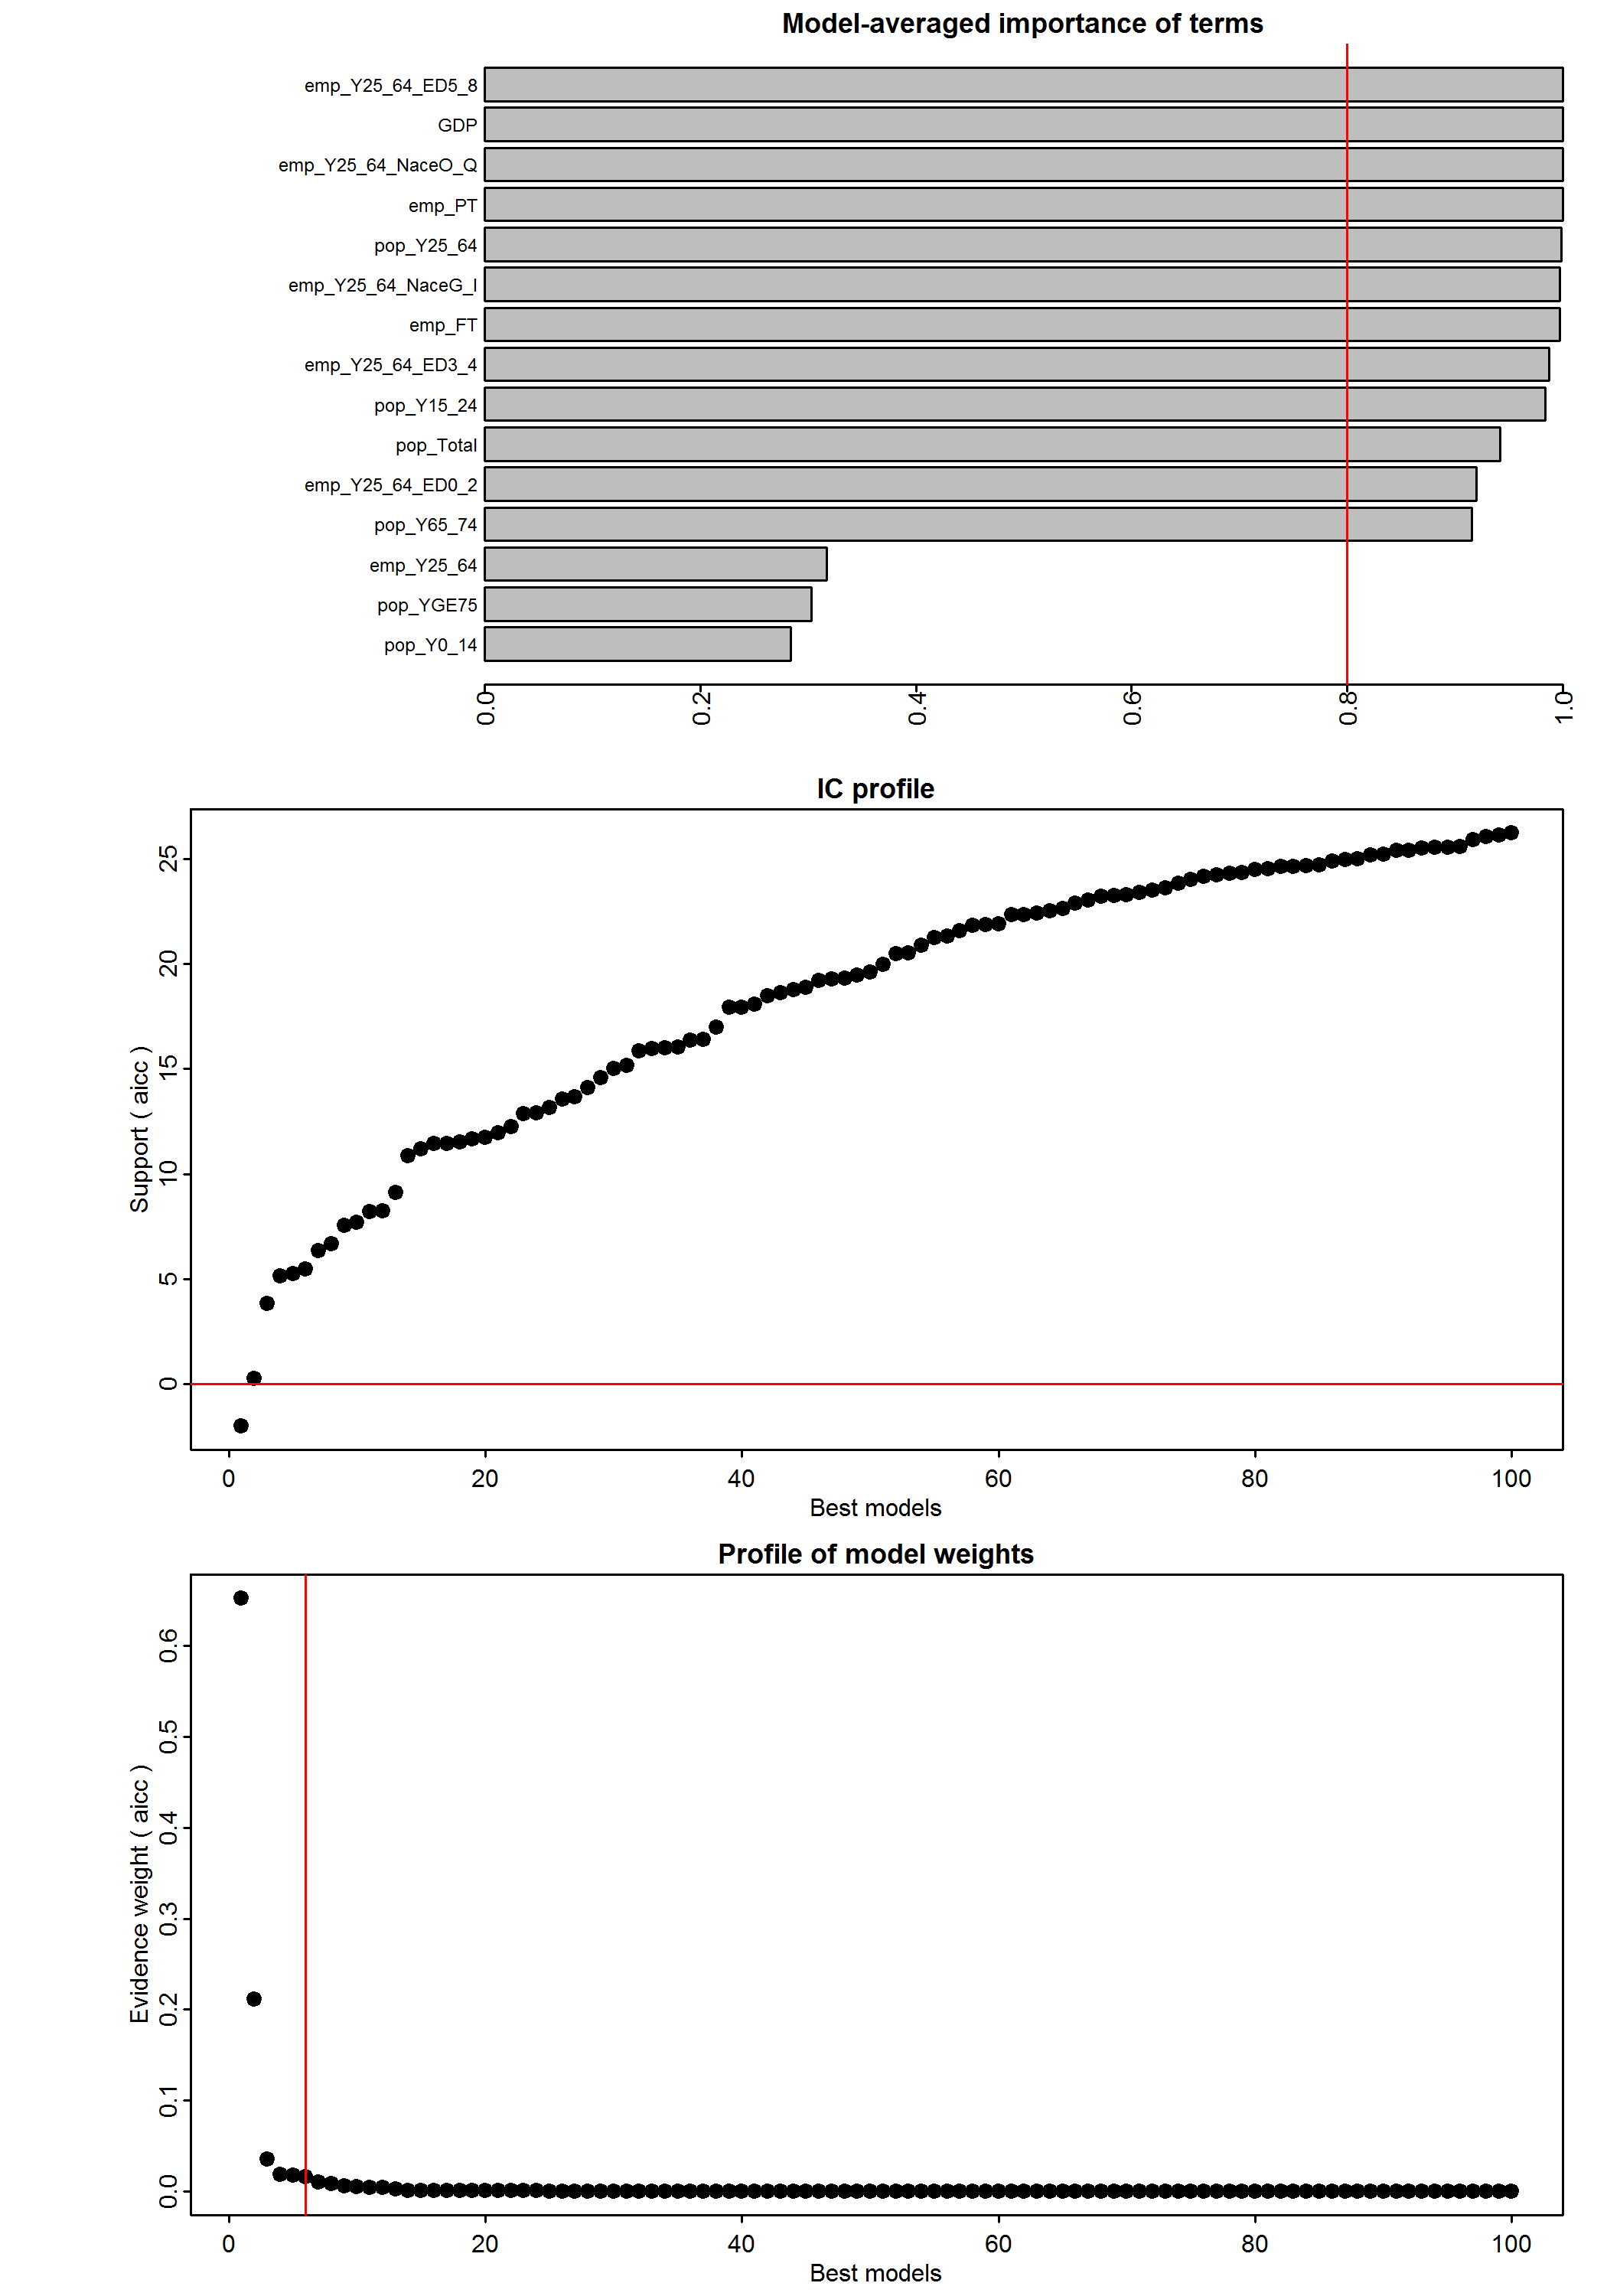 Model-averaged importance of terms
emp_Y25_64_ED5_8
GDP
emp_Y25_64_NaceO_Q
emp_PT
pop_Y25_64
emp_Y25_64_NaceG_I
emp_FT
emp_Y25_64_ED3_4
pop_Y15_24
pop_Total
emp_Y25_64_ED0_2
pop_Y65_74
emp_Y25_64
pop_YGE75
pop_Y0_14
0.0 0.2 0.4 0.6 0.8 1.0
IC profile
Support ( aicc )
25
20
15
10
5
0
0 20 40 60 80 100
Best models
Profile of model weights
Evidence weight ( aicc )
0.6
0.5
0.4
0.3
0.2
0.1
0.0
0 20 40 60 80 100
Best models